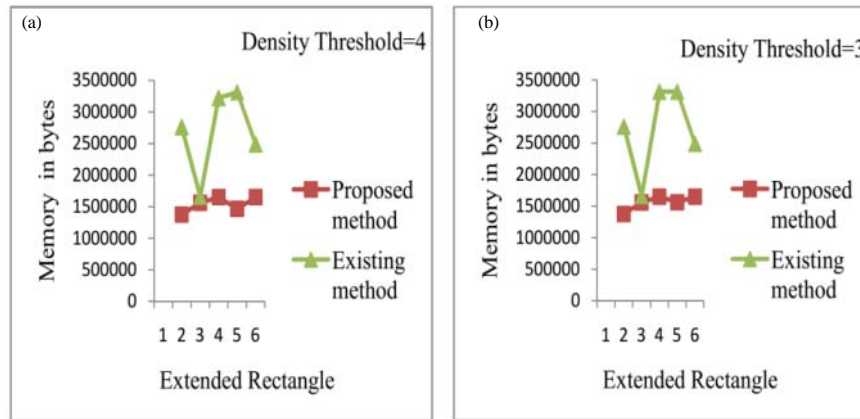 (a)
Density Threshold=4
3500000
3000000
2500000
2000000
1500000
1000000
500000
0
Memory in bytes
1 2 3 4 5 6
Extended Rectangle
Proposed method
Existing method
(b)
Density Threshold=3
3500000
3000000
2500000
2000000
1500000
1000000
500000
0
Memory in bytes
1 2 3 4 5 6
Extended Rectangle
Proposed method
Existing method